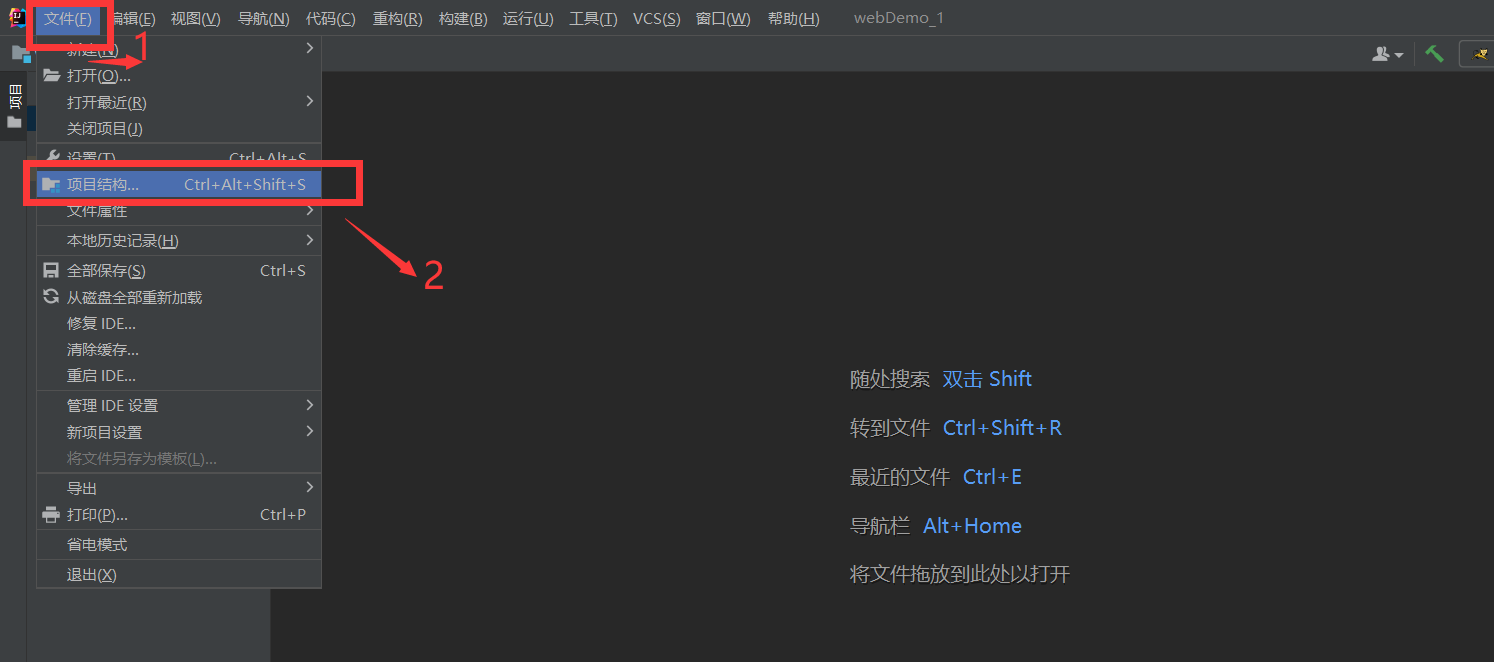 文件(F) 编辑(E) 视图(V) 导航(N) 代码(C) 重构(R) 构建(B) 运行(U) 工具(T) VCS(S) 窗口(W) 帮助(H) webDemo_1
1
新建(N)
打开(O)...
打开最近(R)
关闭项目(J)
设置(T) Ctrl+Alt+S
项目结构... Ctrl+Alt+Shift+S
文件属性
本地历史记录(H)
全部保存(S) Ctrl+S
从磁盘全部重新加载
修复 IDE...
清除缓存...
重启 IDE...
管理 IDE 设置
新项目设置
将文件另存为模板(L)...
导出
打印(P)... Ctrl+P
省电模式
退出(X)
项目
2
随处搜索 双击 Shift
转到文件 Ctrl+Shift+R
最近的文件 Ctrl+E
导航栏 Alt+Home
将文件拖放到此处以打开